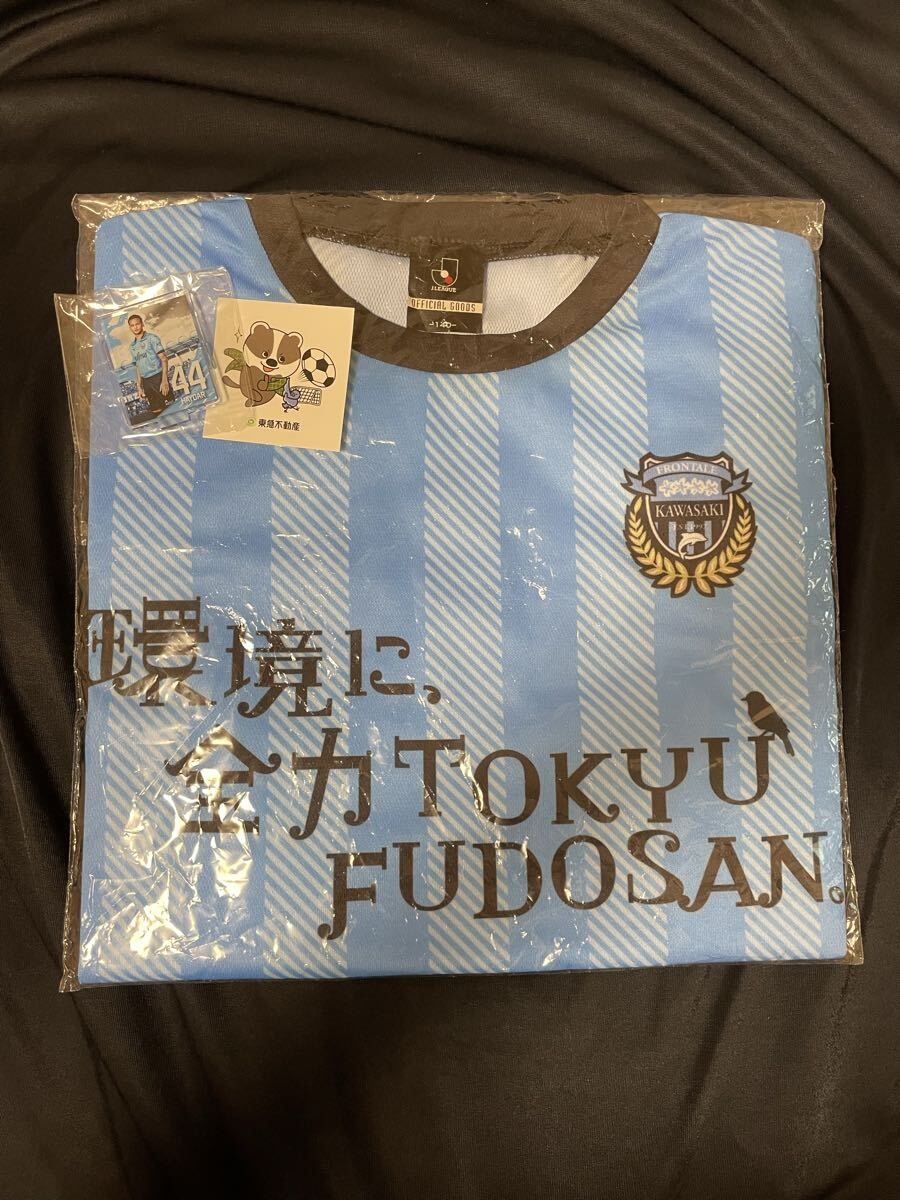 J.LEAGUE
OFFICIAL GOODS
-140-
44
HAYDAR
東急不動産
FRONTALE
KAWASAKI
環境に、
全力TOKYU
FUDOSAN。